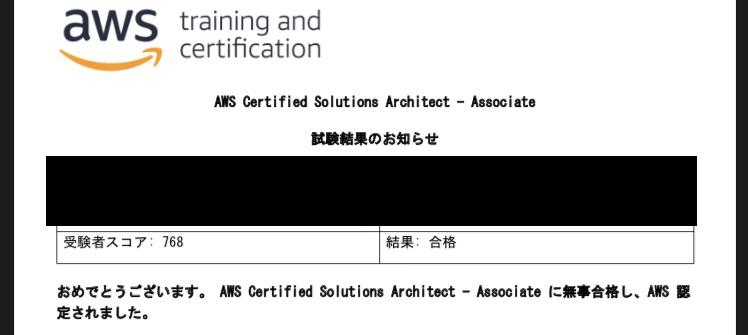 aws training and
certification
AWS Certified Solutions Architect - Associate
試験結果のお知らせ
受験者スコア: 768
結果: 合格
おめでとうございます。 AWS Certified Solutions Architect - Associate に無事合格し、AWS 認
定されました。